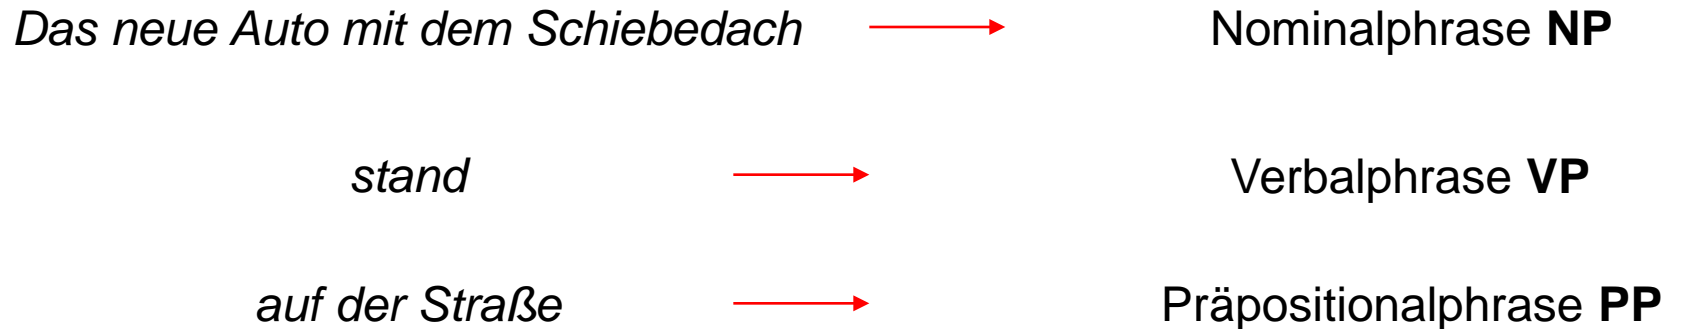 Das neue Auto mit dem Schiebedach Nominalphrase NP
stand Verbalphrase VP
auf der Straße Präpositionalphrase PP